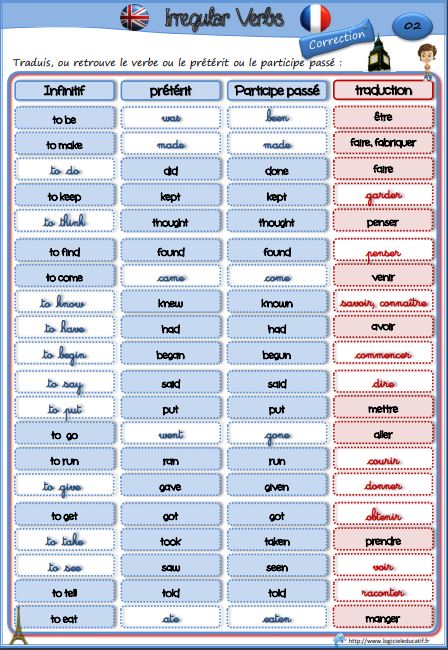 Irregular Verbs
Correction
02
Traduis, ou retrouve le verbe ou le prétérit ou le participe passé :
Infinitif prétérit Participe passé traduction
to be was been être
to make made made faire, fabriquer
to do did done faire
to keep kept kept garder
to think thought thought penser
to find found found penser
to come came come venir
to know knew known savoir, connaître
to have had had avoir
to begin began begun commencer
to say said said dire
to put put put mettre
to go went gone aller
to run ran run courir
to give gave given donner
to get got got obtenir
to take took taken prendre
to see saw seen voir
to tell told told raconter
to eat ate eaten manger
http://www.logicieleducatif.fr